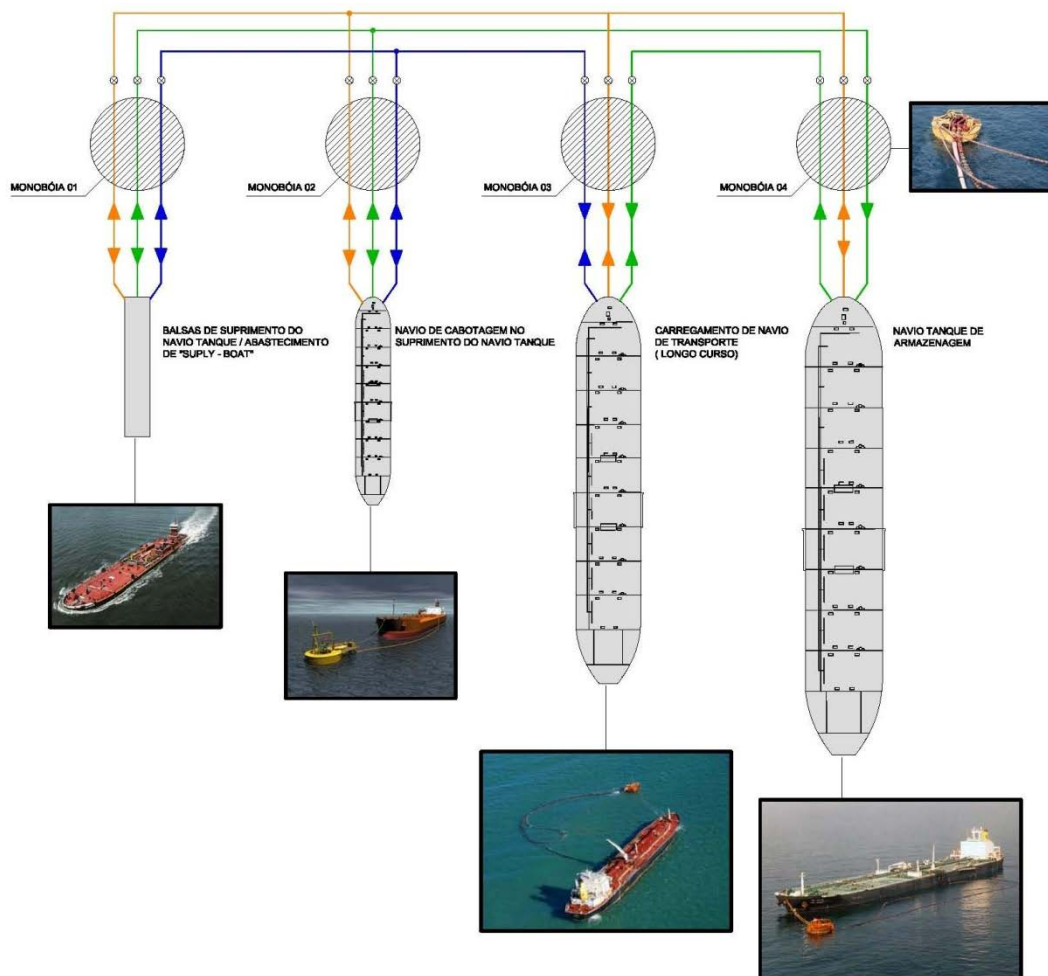 MONOBÓIA 01
MONOBÓIA 02
MONOBÓIA 03
MONOBÓIA 04
BALSAS DE SUPRIMENTO DO
NAVIO TANQUE / ABASTECIMENTO
DE "SUPLY - BOAT"
NAVIO DE CABOTAGEM NO
SUPRIMENTO DO NAVIO TANQUE
CARREGAMENTO DE NAVIO
DE TRANSPORTE
( LONGO CURSO)
NAVIO TANQUE DE
ARMAZENAGEM